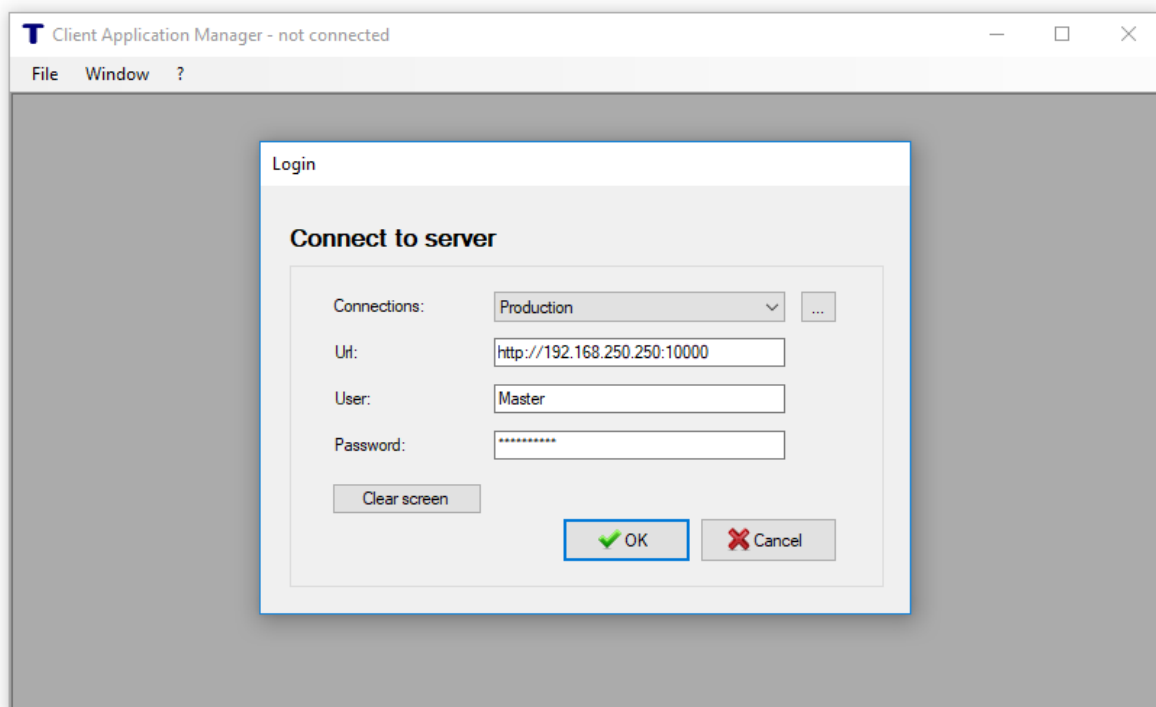 T Client Application Manager - not connected
File Window ?
Login
Connect to server
Connections: Production ...
Url: http://192.168.250.250:10000
User: Master
Password: **********
Clear screen
OK Cancel